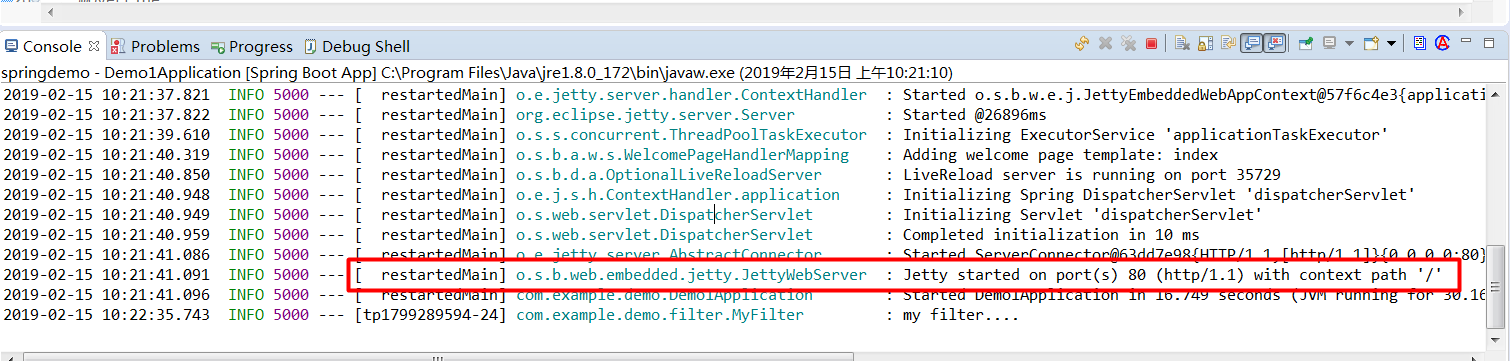 Console Problems Progress Debug Shell
springdemo - Demo1Application [Spring Boot App] C:\Program Files\Java\jre1.8.0_172\bin\javaw.exe (2019年2月15日 上午10:21:10)
2019-02-15 10:21:37.821  INFO 5000 --- [  restartedMain] o.e.jetty.server.handler.ContextHandler  : Started o.s.b.w.e.j.JettyEmbeddedWebAppContext@57f6c4e3{applicati
2019-02-15 10:21:37.822  INFO 5000 --- [  restartedMain] org.eclipse.jetty.server.Server          : Started @26896ms
2019-02-15 10:21:39.610  INFO 5000 --- [  restartedMain] o.s.s.concurrent.ThreadPoolTaskExecutor  : Initializing ExecutorService 'applicationTaskExecutor'
2019-02-15 10:21:40.319  INFO 5000 --- [  restartedMain] o.s.b.a.w.s.WelcomePageHandlerMapping    : Adding welcome page template: index
2019-02-15 10:21:40.850  INFO 5000 --- [  restartedMain] o.s.b.d.a.OptionalLiveReloadServer       : LiveReload server is running on port 35729
2019-02-15 10:21:40.948  INFO 5000 --- [  restartedMain] o.e.j.s.h.ContextHandler.application     : Initializing Spring DispatcherServlet 'dispatcherServlet'
2019-02-15 10:21:40.949  INFO 5000 --- [  restartedMain] o.s.web.servlet.DispatcherServlet        : Initializing Servlet 'dispatcherServlet'
2019-02-15 10:21:40.959  INFO 5000 --- [  restartedMain] o.s.web.servlet.DispatcherServlet        : Completed initialization in 10 ms
2019-02-15 10:21:41.086  INFO 5000 --- [  restartedMain] o.e.jetty.server.AbstractConnector       : Started ServerConnector@63dd7e98{HTTP/1.1,[http/1.1]}{0.0.0.0:80}
2019-02-15 10:21:41.091  INFO 5000 --- [  restartedMain] o.s.b.web.embedded.jetty.JettyWebServer  : Jetty started on port(s) 80 (http/1.1) with context path '/'
2019-02-15 10:21:41.096  INFO 5000 --- [  restartedMain] com.example.demo.Demo1Application        : Started Demo1Application in 16.749 seconds (JVM running for 30.16
2019-02-15 10:22:35.743  INFO 5000 --- [tp1799289594-24] com.example.demo.filter.MyFilter         : my filter....